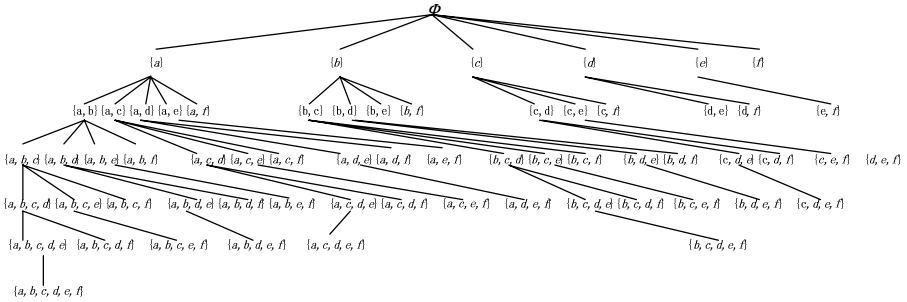 Φ
{a} {b} {c} {d} {e} {f}
{a, b} {a, c} {a, d} {a, e} {a, f} {b, c} {b, d} {b, e} {b, f} {c, d} {c, e} {c, f} {d, e} {d, f} {e, f}
{a, b, c} {a, b, d} {a, b, e} {a, b, f} {a, c, d} {a, c, e} {a, c, f} {a, d, e} {a, d, f} {a, e, f} {b, c, d} {b, c, e} {b, c, f} {b, d, e} {b, d, f} {c, d, e} {c, d, f} {c, e, f} {d, e, f}
{a, b, c, d} {a, b, c, e} {a, b, c, f} {a, b, d, e} {a, b, d, f} {a, b, e, f} {a, c, d, e} {a, c, d, f} {a, c, e, f} {a, d, e, f} {b, c, d, e} {b, c, d, f} {b, c, e, f} {b, d, e, f} {c, d, e, f}
{a, b, c, d, e} {a, b, c, d, f} {a, b, c, e, f} {a, b, d, e, f} {a, c, d, e, f} {b, c, d, e, f}
{a, b, c, d, e, f}